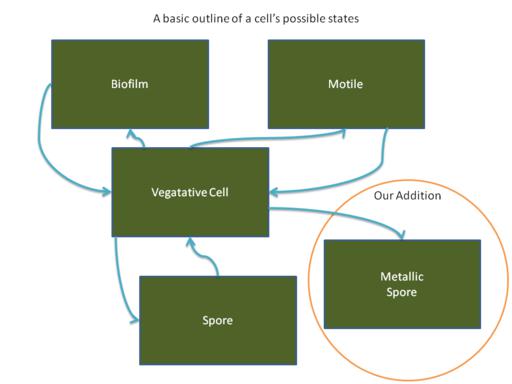 A basic outline of a cell's possible states
Biofilm
Motile
Vegatative Cell
Our Addition
Metallic
Spore
Spore